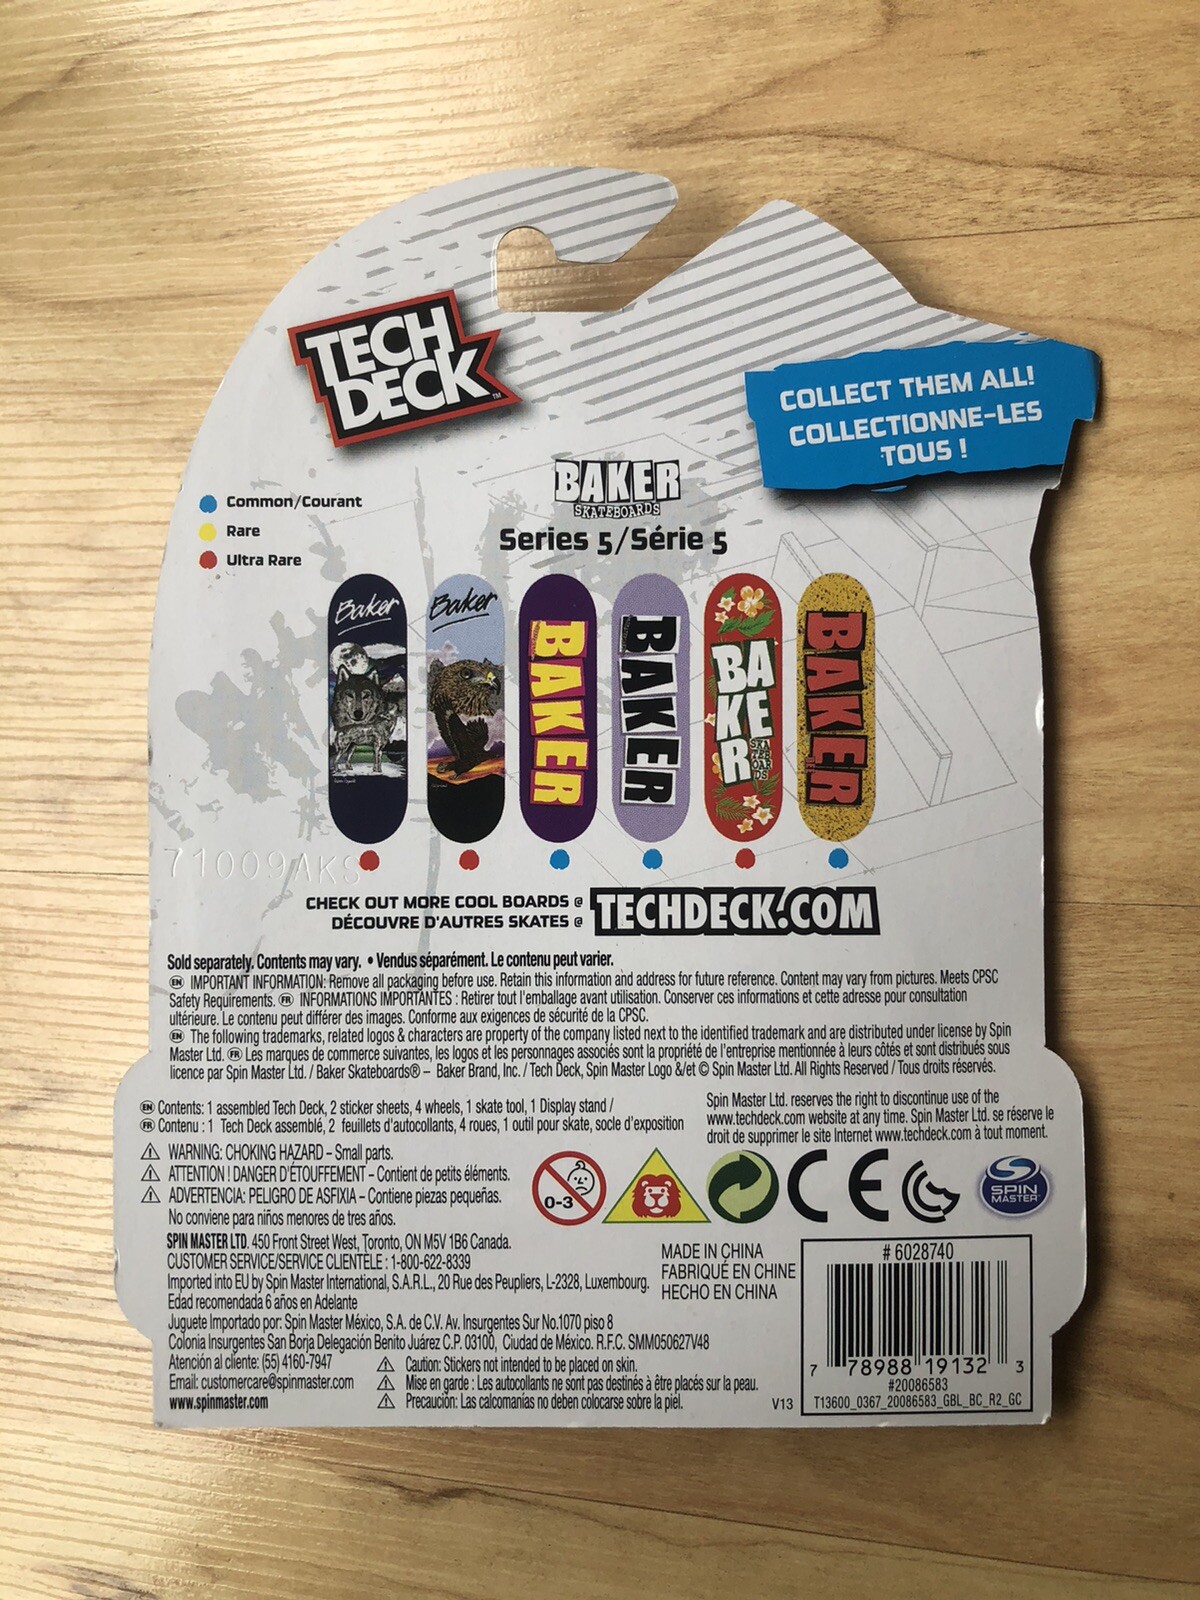 TECH
DECK™
COLLECT THEM ALL!
COLLECTIONNE-LES
TOUS !
Common/Courant
Rare
Ultra Rare
BAKER
SKATEBOARDS
Series 5/Série 5
Baker
Baker
BAKER
BAKER
BA
KE
R
SKA
TEB
OAR
DS
BAKER
71009AKS
CHECK OUT MORE COOL BOARDS @
DÉCOUVRE D'AUTRES SKATES @
TECHDECK.COM
Sold separately. Contents may vary. • Vendus séparément. Le contenu peut varier.
EN IMPORTANT INFORMATION: Remove all packaging before use. Retain this information and address for future reference. Content may vary from pictures. Meets CPSC
Safety Requirements. FR INFORMATIONS IMPORTANTES : Retirer tout l'emballage avant utilisation. Conserver ces informations et cette adresse pour consultation
ultérieure. Le contenu peut différer des images. Conforme aux exigences de sécurité de la CPSC.
EN The following trademarks, related logos & characters are property of the company listed next to the identified trademark and are distributed under license by Spin
Master Ltd. FR Les marques de commerce suivantes, les logos et les personnages associés sont la propriété de l'entreprise mentionnée à leurs côtés et sont distribués sous
licence par Spin Master Ltd. / Baker Skateboards® – Baker Brand, Inc. / Tech Deck, Spin Master Logo &/et © Spin Master Ltd. All Rights Reserved / Tous droits réservés.
EN Contents: 1 assembled Tech Deck, 2 sticker sheets, 4 wheels, 1 skate tool, 1 Display stand /
FR Contenu : 1 Tech Deck assemblé, 2 feuillets d'autocollants, 4 roues, 1 outil pour skate, socle d'exposition
Spin Master Ltd. reserves the right to discontinue use of the
www.techdeck.com website at any time. Spin Master Ltd. se réserve le
droit de supprimer le site Internet www.techdeck.com à tout moment.
WARNING: CHOKING HAZARD – Small parts.
ATTENTION ! DANGER D'ÉTOUFFEMENT – Contient de petits éléments.
ADVERTENCIA: PELIGRO DE ASFIXIA – Contiene piezas pequeñas.
No conviene para niños menores de tres años.
0-3
CE
SPIN
MASTER™
SPIN MASTER LTD. 450 Front Street West, Toronto, ON M5V 1B6 Canada.
CUSTOMER SERVICE/SERVICE CLIENTÈLE : 1-800-622-8339
Imported into EU by Spin Master International, S.A.R.L., 20 Rue des Peupliers, L-2328, Luxembourg.
Edad recomendada 6 años en Adelante
Juguete Importado por: Spin Master México, S.A. de C.V. Av. Insurgentes Sur No.1070 piso 8
Colonia Insurgentes San Borja Delegación Benito Juárez C.P. 03100, Ciudad de México. R.F.C. SMM050627V48
Atención al cliente: (55) 4160-7947
Email: customercare@spinmaster.com
www.spinmaster.com
Caution: Stickers not intended to be placed on skin.
Mise en garde : Les autocollants ne sont pas destinés à être placés sur la peau.
Precaución: Las calcomanías no deben colocarse sobre la piel.
MADE IN CHINA
FABRIQUÉ EN CHINE
HECHO EN CHINA
V13
# 6028740
7 78988 19132 3
#20086583
T13600_0367_20086583_GBL_BC_R2_GC